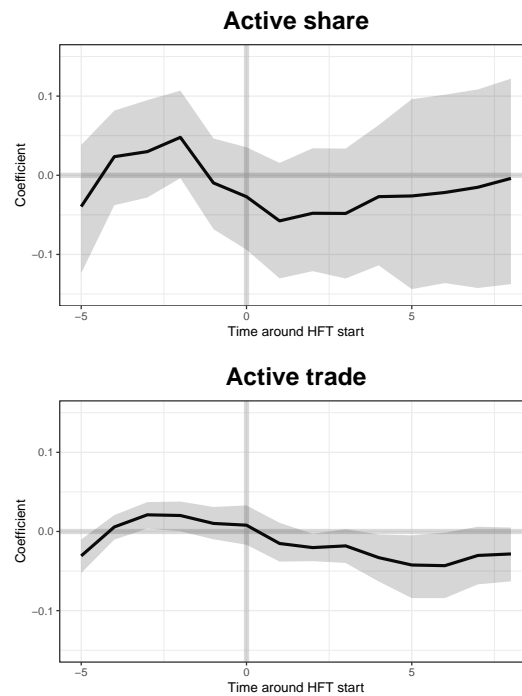 Active share
0.1
0.0
−0.1
Coefficient
−5
0
5
Time around HFT start
Active trade
0.1
0.0
−0.1
Coefficient
−5
0
5
Time around HFT start